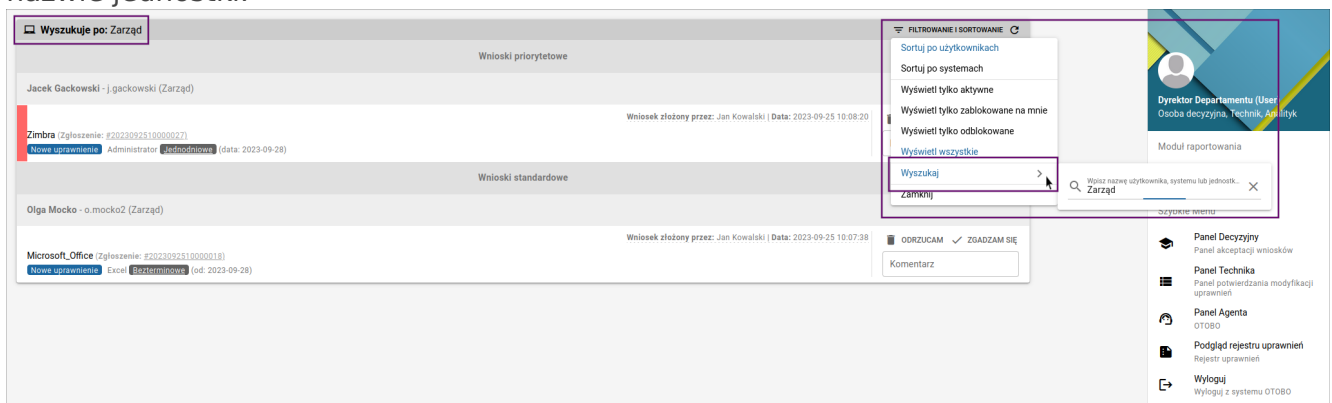 nazwie jednostki.
Wyszukuje po: Zarząd
FILTROWANIE I SORTOWANIE
Wnioski priorytetowe
Jacek Gackowski - j.gackowski (Zarząd)
Wniosek złożony przez: Jan Kowalski | Data: 2023-09-25 10:08:20
Zimbra (Zgłoszenie: #2023092510000027)
Nowe uprawnienie Administrator Jednodniowe (data: 2023-09-28)
Wnioski standardowe
Olga Mocko - o.mocko2 (Zarząd)
Wniosek złożony przez: Jan Kowalski | Data: 2023-09-25 10:07:38
ODRZUCAM ZGADZAM SIĘ
Microsoft_Office (Zgłoszenie: #2023092510000018)
Nowe uprawnienie Excel Bezterminowe (od: 2023-09-28)
Komentarz
Sortuj po użytkownikach
Sortuj po systemach
Wyświetl tylko aktywne
Wyświetl tylko zablokowane na mnie
Wyświetl tylko odblokowane
Wyświetl wszystkie
Wyszukaj
Zamknij
Wpisz nazwę użytkownika, systemu lub jednostk...
Zarząd
Dyrektor Departamentu (User
Osoba decyzyjna, Technik, Analityk
Moduł raportowania
Szybkie Menu
Panel Decyzyjny
Panel akceptacji wniosków
Panel Technika
Panel potwierdzania modyfikacji
uprawnień
Panel Agenta
OTOBO
Podgląd rejestru uprawnień
Rejestr uprawnień
Wyloguj
Wyloguj z systemu OTOBO